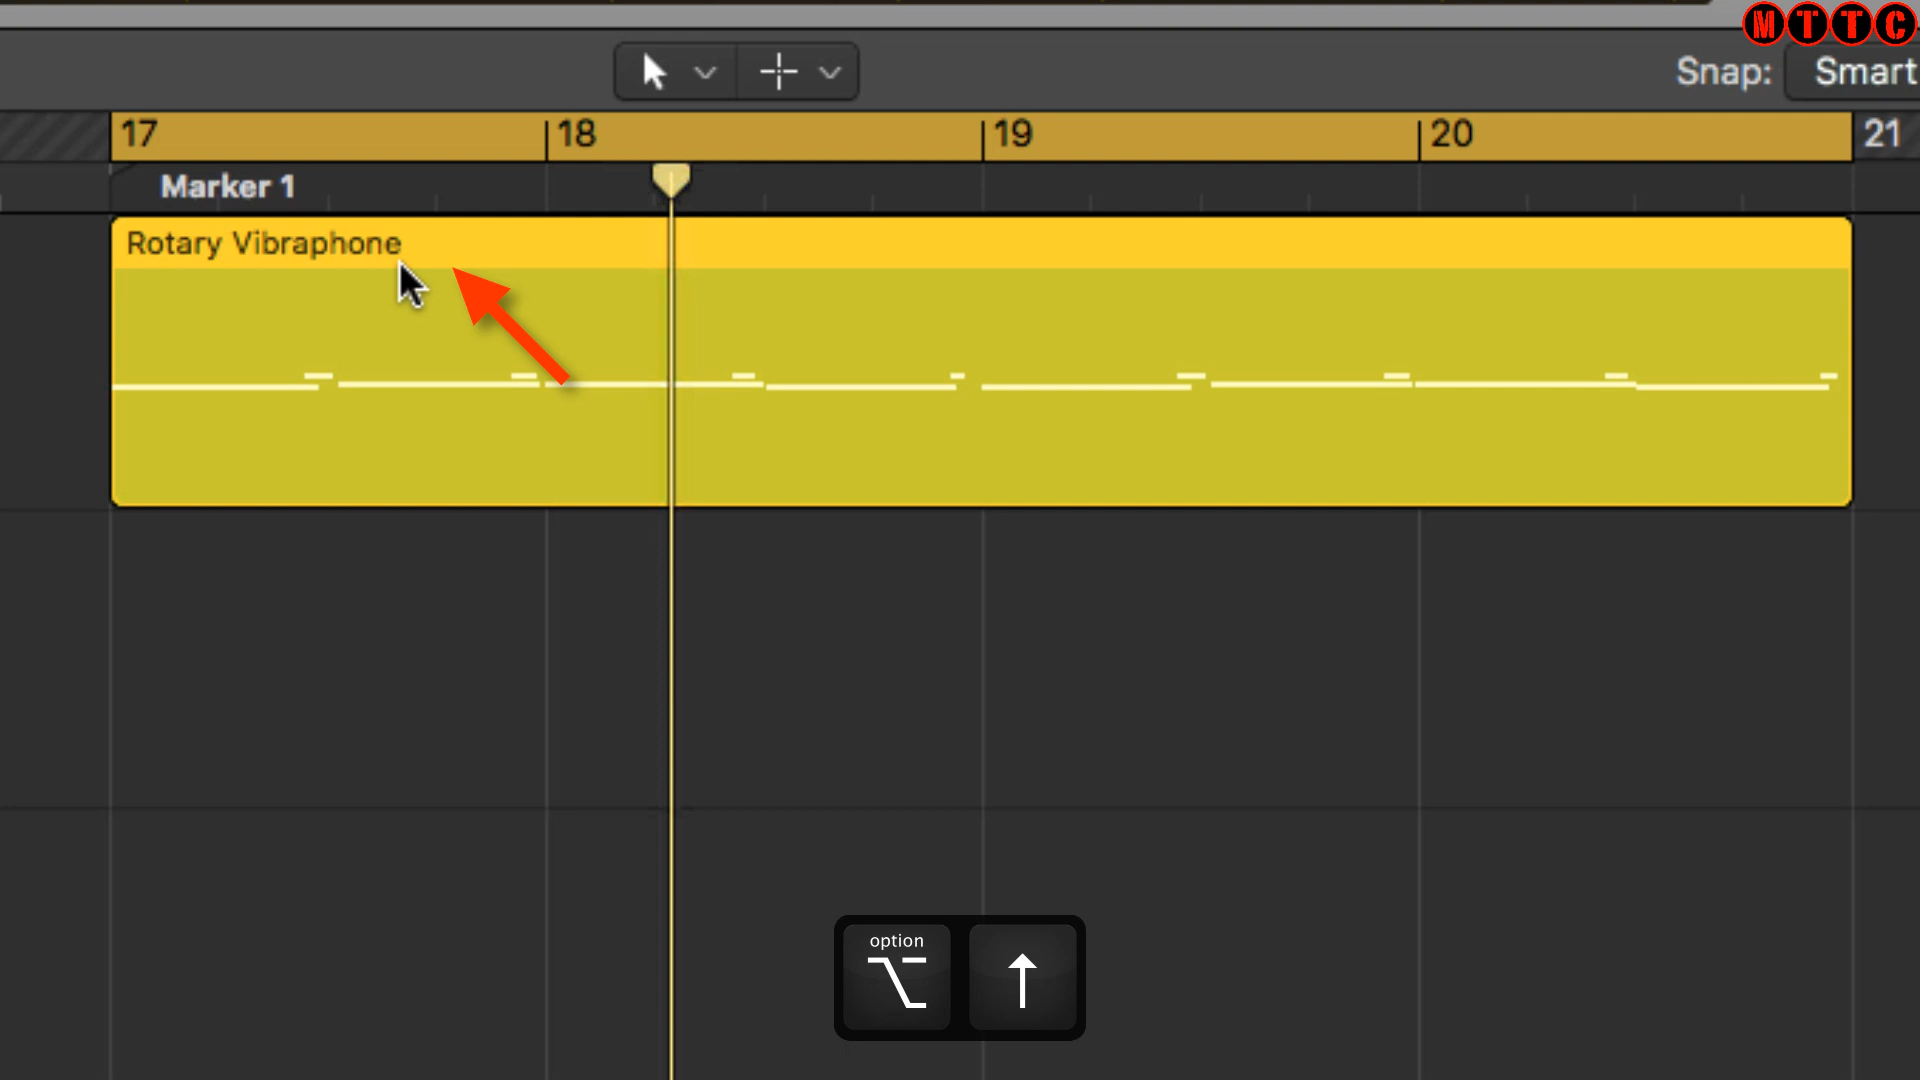 MTTC
Snap: Smart
17 18 19 20 21
Marker 1
Rotary Vibraphone
option